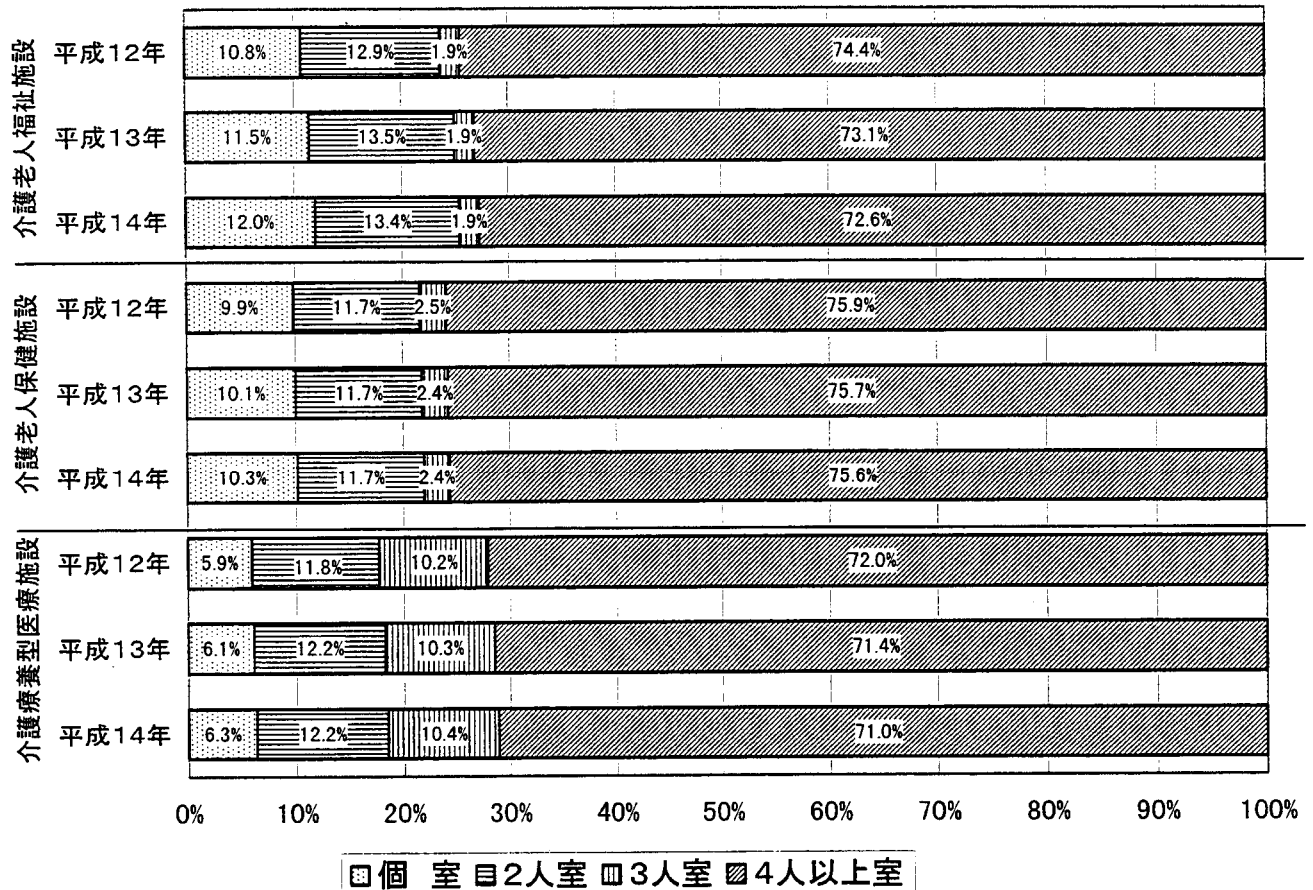 介護老人福祉施設
平成12年 10.8% 12.9% 1.9% 74.4%
平成13年 11.5% 13.5% 1.9% 73.1%
平成14年 12.0% 13.4% 1.9% 72.6%
介護老人保健施設
平成12年 9.9% 11.7% 2.5% 75.9%
平成13年 10.1% 11.7% 2.4% 75.7%
平成14年 10.3% 11.7% 2.4% 75.6%
介護療養型医療施設
平成12年 5.9% 11.8% 10.2% 72.0%
平成13年 6.1% 12.2% 10.3% 71.4%
平成14年 6.3% 12.2% 10.4% 71.0%
0% 10% 20% 30% 40% 50% 60% 70% 80% 90% 100%
個 室 2人室 3人室 4人以上室